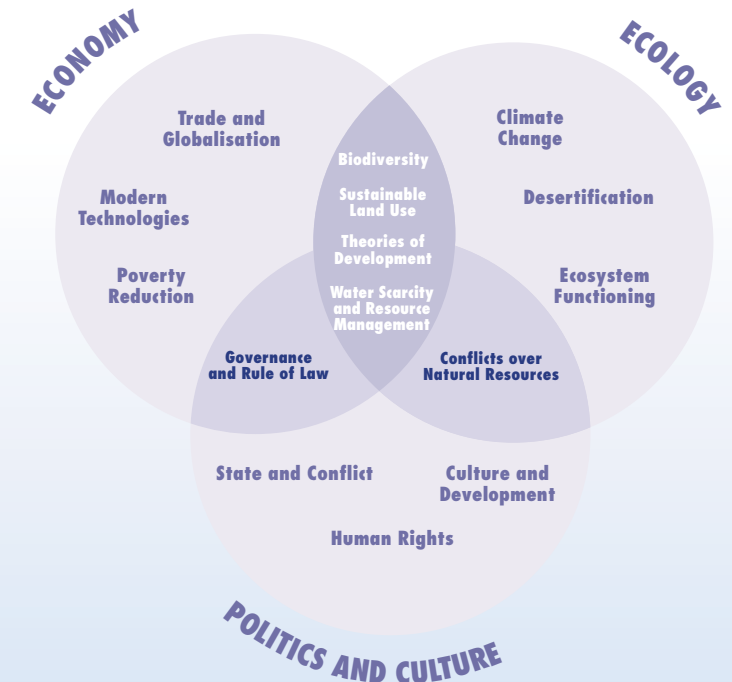 ECONOMY
ECOLOGY
Trade and
Globalisation
Modern
Technologies
Poverty
Reduction
Biodiversity
Sustainable
Land Use
Theories of
Development
Water Scarcity
and Resource
Management
Climate
Change
Desertification
Ecosystem
Functioning
Governance
and Rule of Law
Conflicts over
Natural Resources
State and Conflict
Culture and
Development
Human Rights
POLITICS AND CULTURE